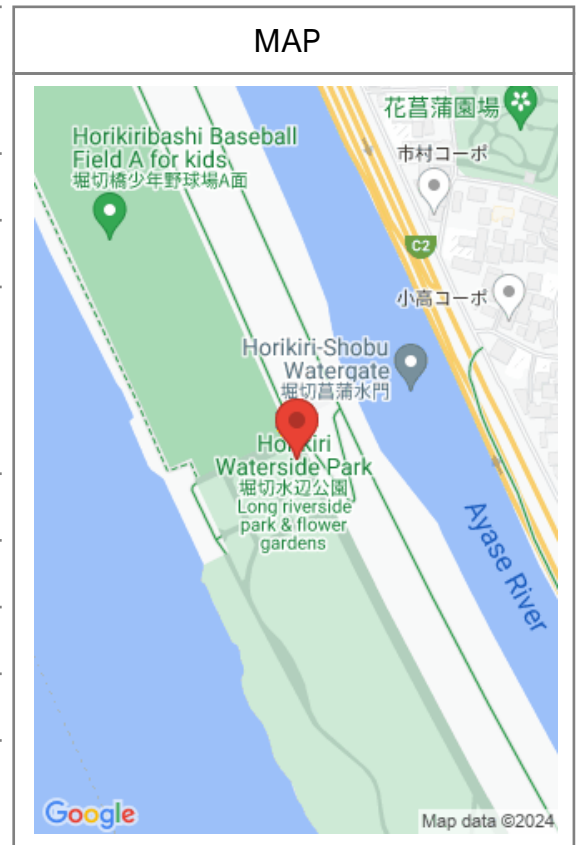 MAP
花菖蒲園場
Horikiribashi Baseball
Field A for kids
堀切橋少年野球場A面
市村コーポ
C2
小高コーポ
Horikiri-Shobu
Watergate
堀切菖蒲水門
Horikiri
Waterside Park
堀切水辺公園
Long riverside
park & flower
gardens
Ayase River
Google
Map data ©2024